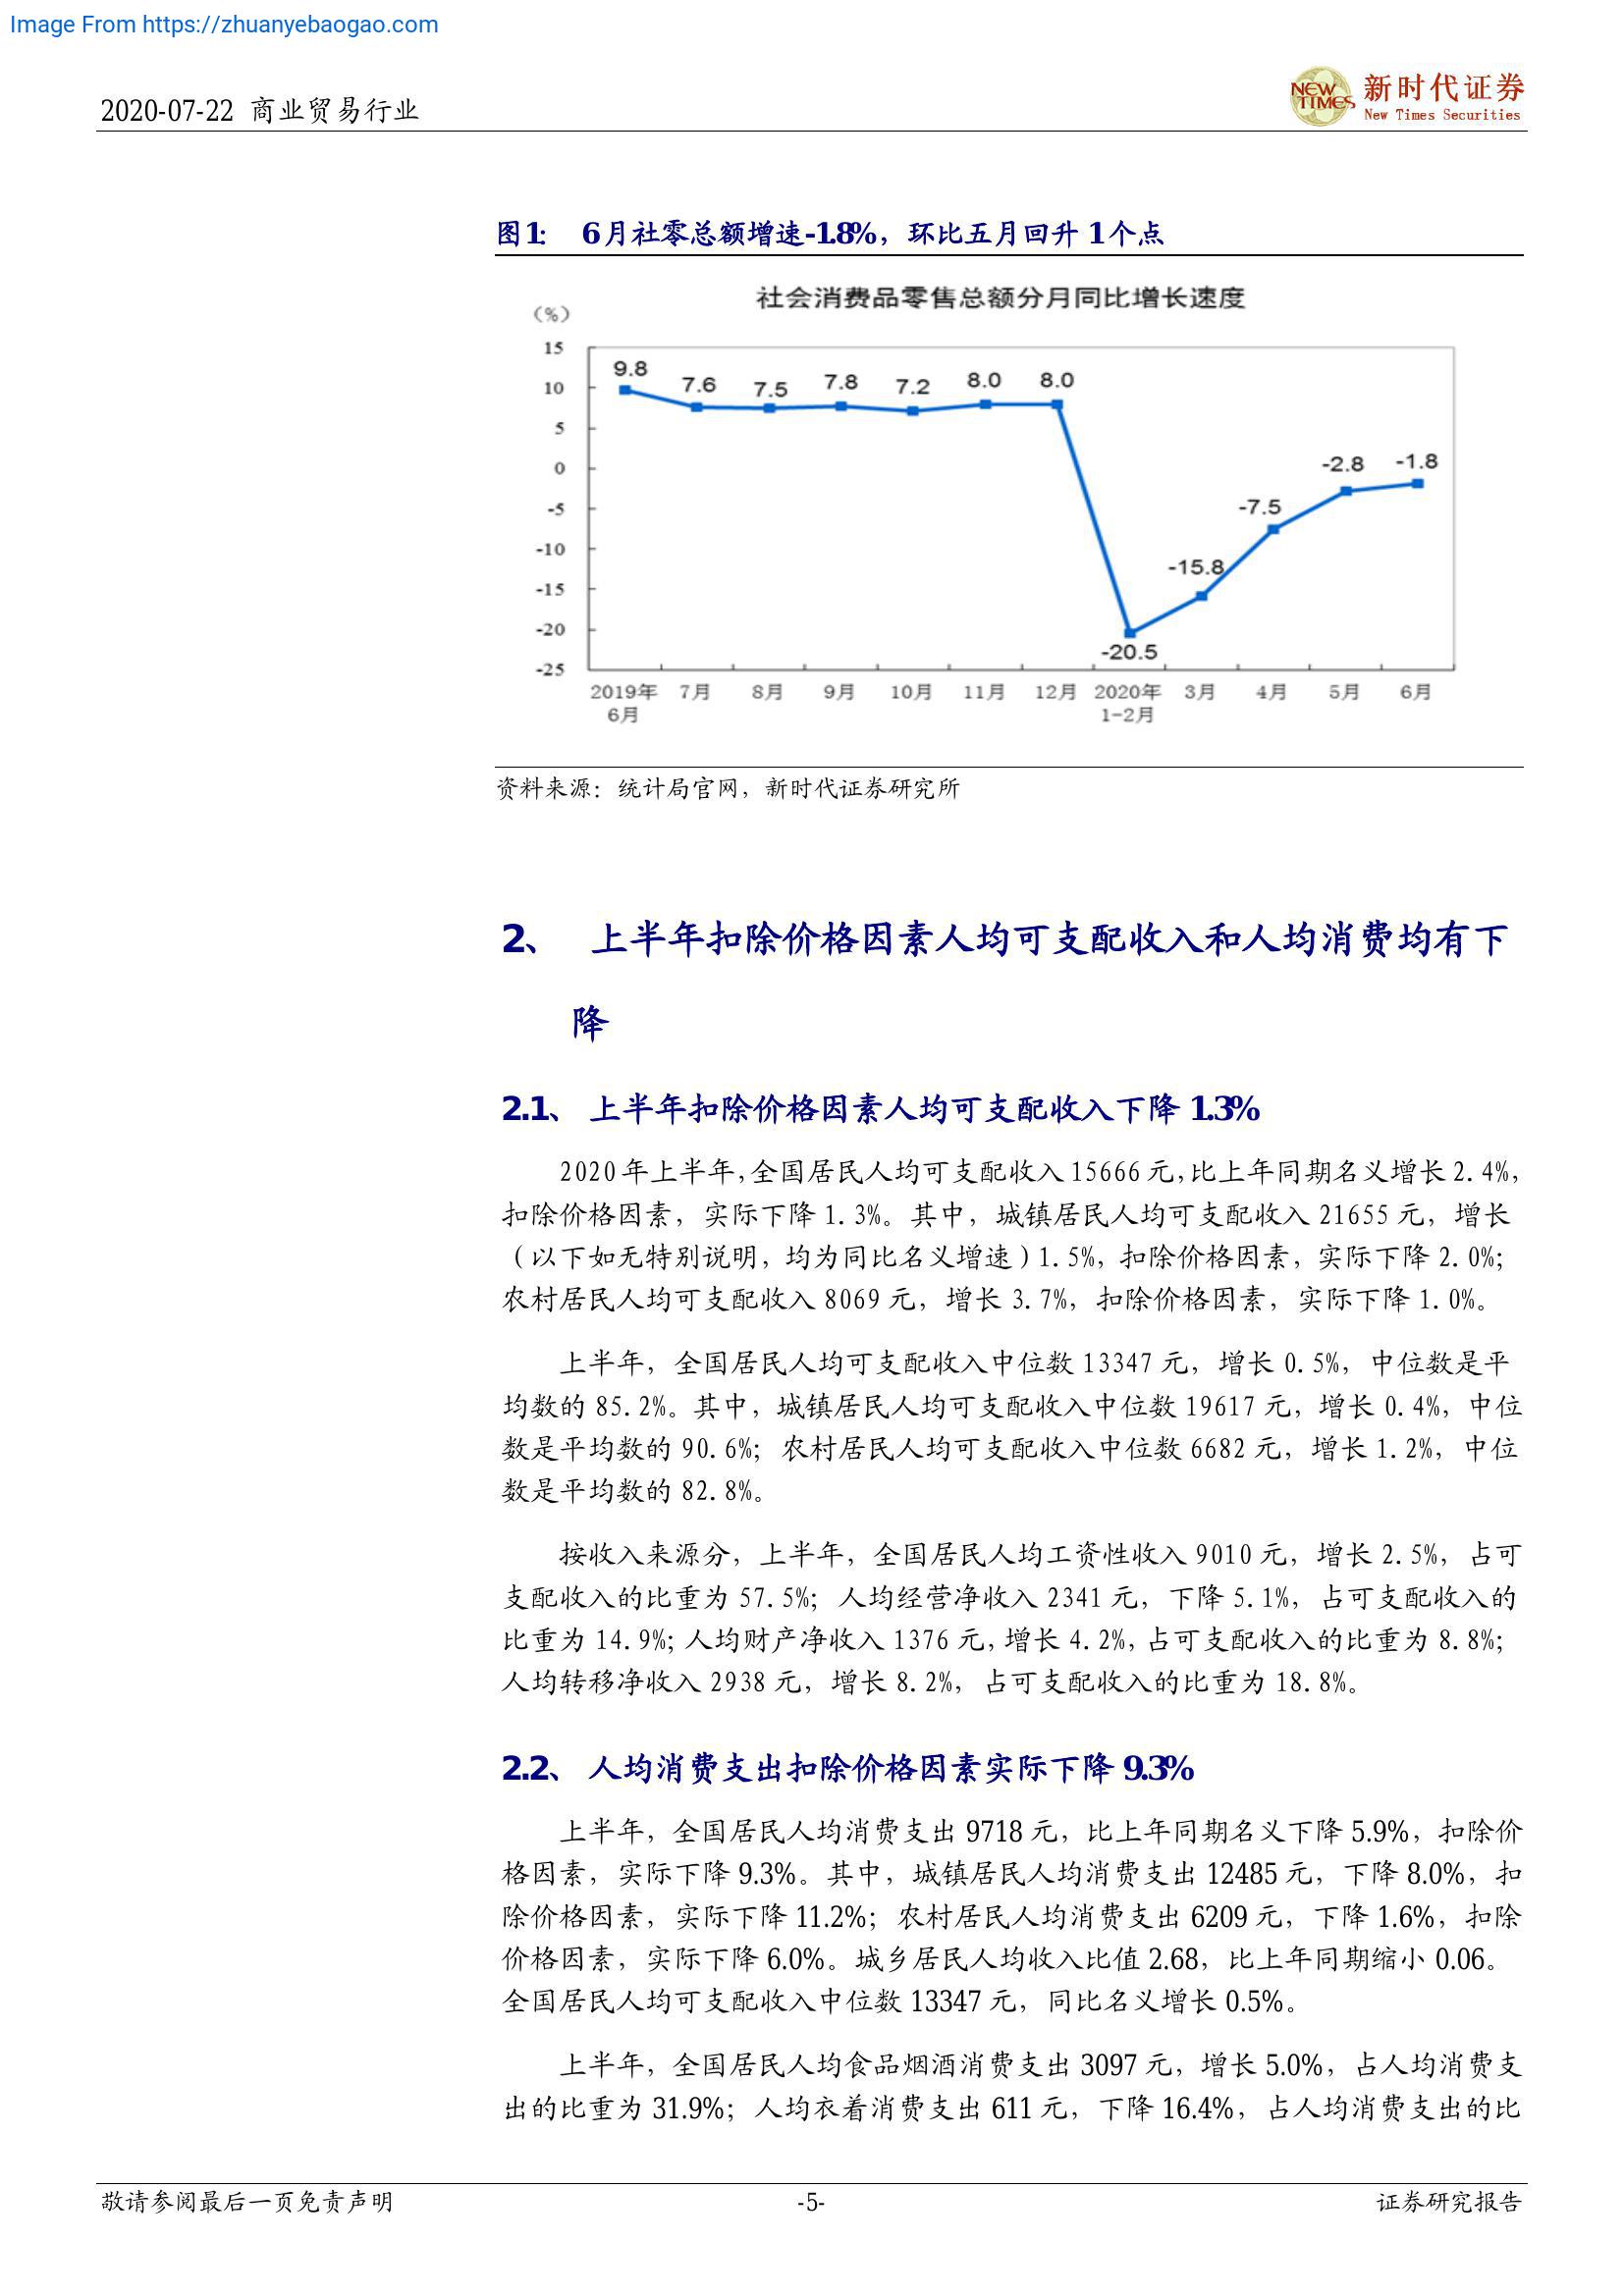 Image From https://zhuanyebaogao.com
2020-07-22 商业贸易行业
NEW TIMES
新时代证券
New Times Securities
图1: 6月社零总额增速-1.8%，环比五月回升 1个点
社会消费品零售总额分月同比增长速度
（%）
15
10
5
0
-5
-10
-15
-20
-25
9.8
7.6
7.5
7.8
7.2
8.0
8.0
-20.5
-15.8
-7.5
-2.8
-1.8
2019年 7月 8月 9月 10月 11月 12月 2020年 3月 4月 5月 6月
6月 1-2月
资料来源：统计局官网，新时代证券研究所
2、 上半年扣除价格因素人均可支配收入和人均消费均有下
降
2.1、 上半年扣除价格因素人均可支配收入下降 1.3%
2020年上半年,全国居民人均可支配收入15666元,比上年同期名义增长2.4%,
扣除价格因素，实际下降 1.3%。其中，城镇居民人均可支配收入 21655 元，增长
（以下如无特别说明，均为同比名义增速）1.5%，扣除价格因素，实际下降 2.0%；
农村居民人均可支配收入 8069 元，增长 3.7%，扣除价格因素，实际下降 1.0%。
上半年，全国居民人均可支配收入中位数 13347 元，增长 0.5%，中位数是平
均数的 85.2%。其中，城镇居民人均可支配收入中位数 19617 元，增长 0.4%，中位
数是平均数的 90.6%；农村居民人均可支配收入中位数 6682 元，增长 1.2%，中位
数是平均数的 82.8%。
按收入来源分，上半年，全国居民人均工资性收入 9010 元，增长 2.5%，占可
支配收入的比重为 57.5%；人均经营净收入 2341 元，下降 5.1%，占可支配收入的
比重为 14.9%；人均财产净收入 1376 元，增长 4.2%，占可支配收入的比重为 8.8%；
人均转移净收入 2938 元，增长 8.2%，占可支配收入的比重为 18.8%。
2.2、 人均消费支出扣除价格因素实际下降 9.3%
上半年，全国居民人均消费支出 9718 元，比上年同期名义下降 5.9%，扣除价
格因素，实际下降 9.3%。其中，城镇居民人均消费支出 12485 元，下降 8.0%，扣
除价格因素，实际下降 11.2%；农村居民人均消费支出 6209 元，下降 1.6%，扣除
价格因素，实际下降 6.0%。城乡居民人均收入比值 2.68，比上年同期缩小 0.06。
全国居民人均可支配收入中位数 13347 元，同比名义增长 0.5%。
上半年，全国居民人均食品烟酒消费支出 3097 元，增长 5.0%，占人均消费支
出的比重为 31.9%；人均衣着消费支出 611 元，下降 16.4%，占人均消费支出的比
敬请参阅最后一页免责声明 -5- 证券研究报告